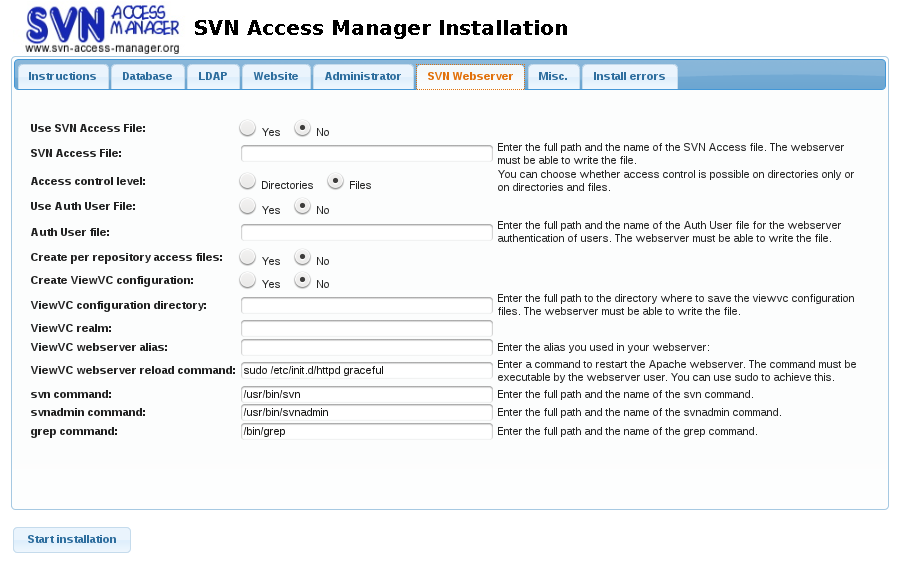 SVN ACCESS MANAGER
www.svn-access-manager.org
SVN Access Manager Installation
Instructions Database LDAP Website Administrator SVN Webserver Misc. Install errors
Use SVN Access File: Yes No
SVN Access File: Enter the full path and the name of the SVN Access file. The webserver
must be able to write the file.
Access control level: Directories Files You can choose whether access control is possible on directories only or
on directories and files.
Use Auth User File: Yes No
Auth User file: Enter the full path and the name of the Auth User file for the webserver
authentication of users. The webserver must be able to write the file.
Create per repository access files: Yes No
Create ViewVC configuration: Yes No
ViewVC configuration directory: Enter the full path to the directory where to save the viewvc configuration
files. The webserver must be able to write the file.
ViewVC realm:
ViewVC webserver alias: Enter the alias you used in your webserver:
ViewVC webserver reload command: sudo /etc/init.d/httpd graceful Enter a command to restart the Apache webserver. The command must be
executable by the webserver user. You can use sudo to achieve this.
svn command: /usr/bin/svn Enter the full path and the name of the svn command.
svnadmin command: /usr/bin/svnadmin Enter the full path and the name of the svnadmin command.
grep command: /bin/grep Enter the full path and the name of the grep command.
Start installation